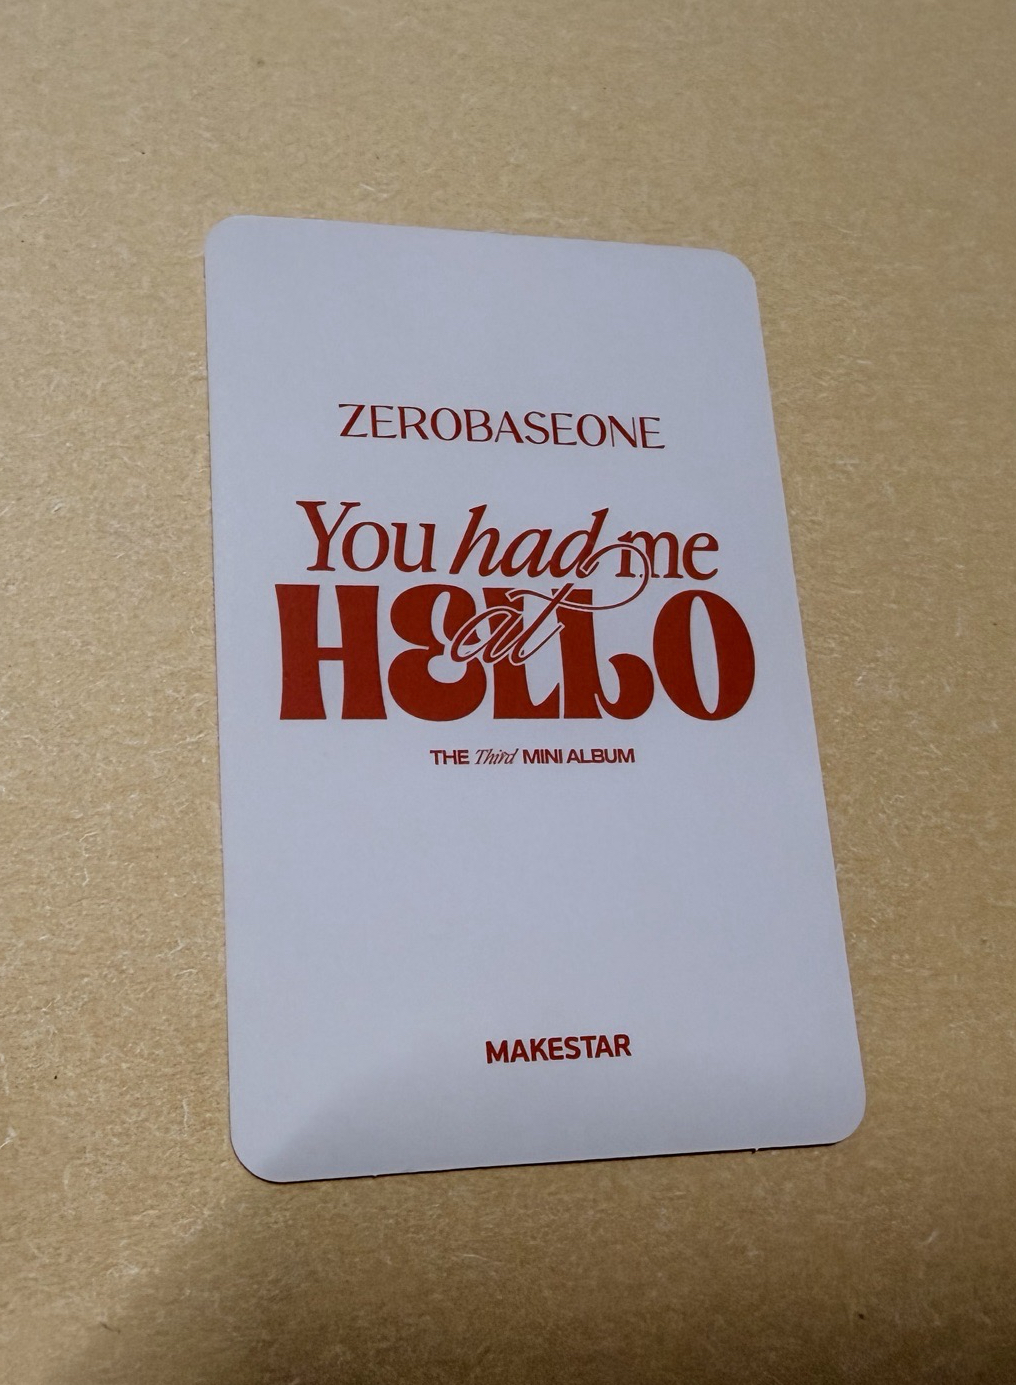 ZEROBASEONE
You had me
at
HELLO
THE Third MINI ALBUM
MAKESTAR